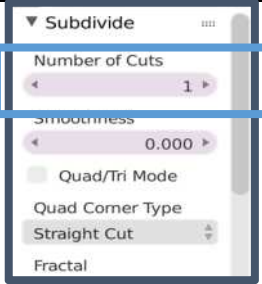 Subdivide
Number of Cuts
1
Smoothness
0.000
Quad/Tri Mode
Quad Corner Type
Straight Cut
Fractal